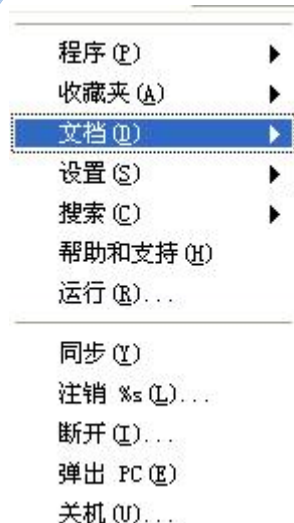 程序(P)
收藏夹(A)
文档(D)
设置(S)
搜索(C)
帮助和支持(H)
运行(R)...
同步(Y)
注销 %s(L)...
断开(I)...
弹出 PC(E)
关机(U)...